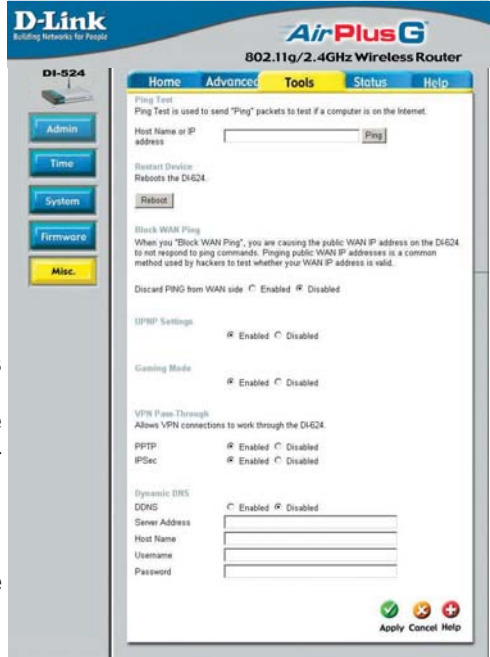 D-Link
Building Networks for People
AirPlusG
802.11g/2.4GHz Wireless Router
DI-524
Home Advanced Tools Status Help
Admin
Time
System
Firmware
Misc.
Ping Test
Ping Test is used to send "Ping" packets to test if a computer is on the Internet.
Host Name or IP
address
Ping
Restart Device
Reboots the DI-624.
Reboot
Block WAN Ping
When you "Block WAN Ping", you are causing the public WAN IP address on the DI-624
to not respond to ping commands. Pinging public WAN IP addresses is a common
method used by hackers to test whether your WAN IP address is valid.
Discard PING from WAN side Enabled Disabled
UPNP Settings
Enabled Disabled
Gaming Mode
Enabled Disabled
VPN Pass-Through
Allows VPN connections to work through the DI-624.
PPTP Enabled Disabled
IPSec Enabled Disabled
Dynamic DNS
DDNS Enabled Disabled
Server Address
Host Name
Username
Password
Apply Cancel Help